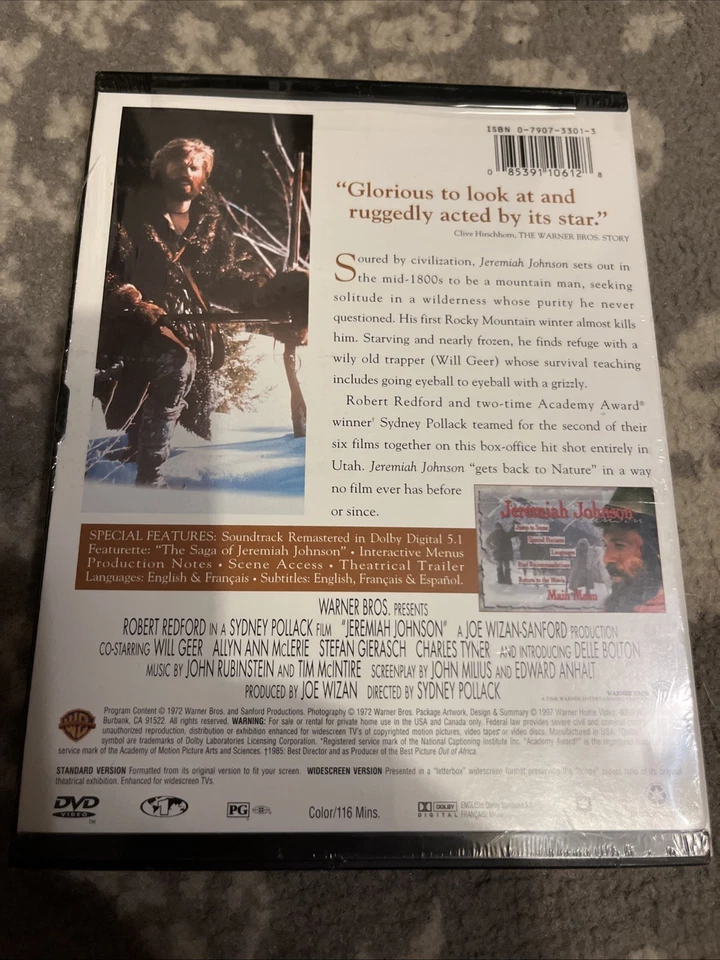 ISBN 0-7907-3301-3
0 85391 10612 8
“Glorious to look at and
ruggedly acted by its star.”
Clive Hirschhorn, THE WARNER BROS. STORY
Soured by civilization, Jeremiah Johnson sets out in
the mid-1800s to be a mountain man, seeking
solitude in a wilderness whose purity he never
questioned. His first Rocky Mountain winter almost kills
him. Starving and nearly frozen, he finds refuge with a
wily old trapper (Will Geer) whose survival teaching
includes going eyeball to eyeball with a grizzly.
Robert Redford and two-time Academy Award®
winner† Sydney Pollack teamed for the second of their
six films together on this box-office hit shot entirely in
Utah. Jeremiah Johnson “gets back to Nature” in a way
no film ever has before
or since.
Jeremiah Johnson
Jump to Scene
Special Features
Languages
Reel Recommendations
Return to the Movie
Main Menu
SPECIAL FEATURES: Soundtrack Remastered in Dolby Digital 5.1
Featurette: “The Saga of Jeremiah Johnson” • Interactive Menus
Production Notes • Scene Access • Theatrical Trailer
Languages: English & Français • Subtitles: English, Français & Español.
WARNER BROS. PRESENTS
ROBERT REDFORD IN A SYDNEY POLLACK FILM “JEREMIAH JOHNSON” A JOE WIZAN-SANFORD PRODUCTION
CO-STARRING WILL GEER ALLYN ANN McLERIE STEFAN GIERASCH CHARLES TYNER AND INTRODUCING DELLE BOLTON
MUSIC BY JOHN RUBINSTEIN AND TIM McINTIRE SCREENPLAY BY JOHN MILIUS AND EDWARD ANHALT
PRODUCED BY JOE WIZAN DIRECTED BY SYDNEY POLLACK
Program Content © 1972 Warner Bros. and Sanford Productions. Photography © 1972 Warner Bros. Package Artwork, Design & Summary © 1997 Warner Home Video,
Burbank, CA 91522. All rights reserved. WARNING: For sale or rental for private home use in the USA and Canada only. Federal law provides severe civil and criminal
unauthorized reproduction, distribution or exhibition enhanced for widescreen TV's of copyrighted motion pictures, video tapes or video discs. Manufactured in USA.
symbol are trademarks of Dolby Laboratories Licensing Corporation. *Registered service mark of the National Captioning Institute Inc. “Academy Award®” is the
service mark of the Academy of Motion Picture Arts and Sciences. †1985: Best Director and as Producer of the Best Picture Out of Africa.
STANDARD VERSION Formatted from its original version to fit your screen. WIDESCREEN VERSION Presented in a “letterbox” widescreen format preserving the "scope" aspect ratio of its original
theatrical exhibition. Enhanced for widescreen TVs.
DVD
VIDEO
TM
1
PG
Color/116 Mins.
DOLBY
DIGITAL